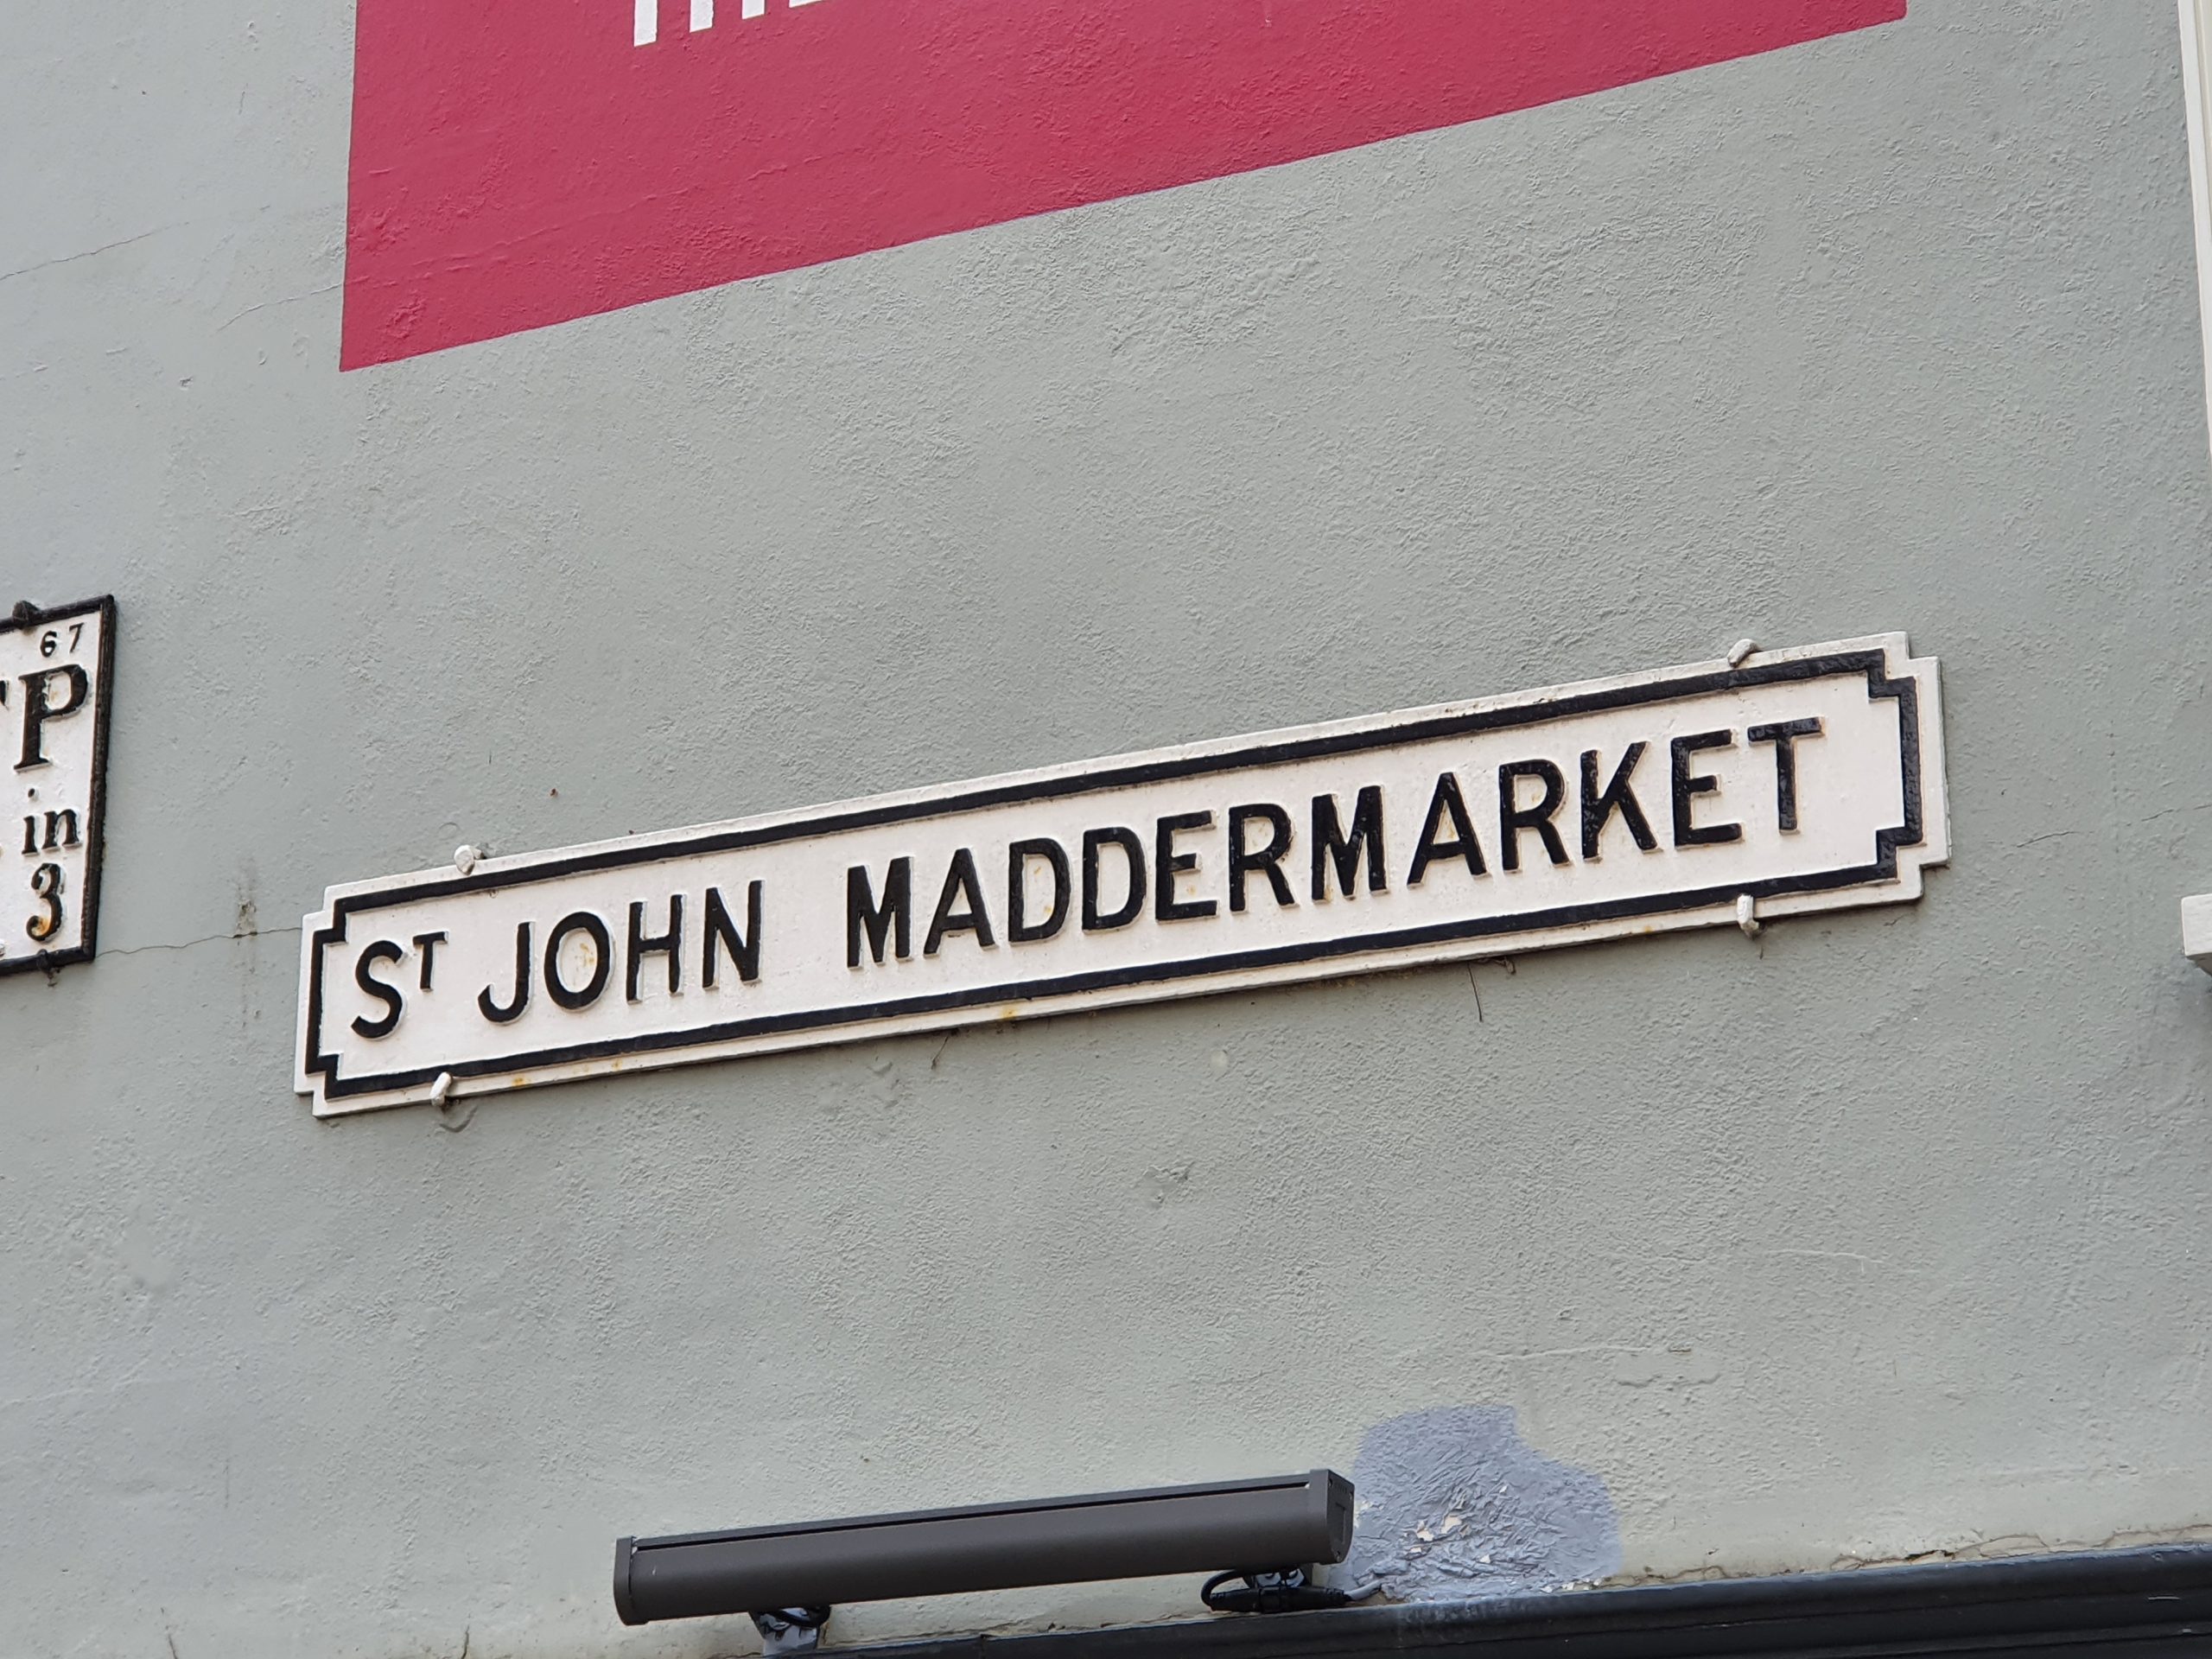 67
P
in
3
ST JOHN MADDERMARKET